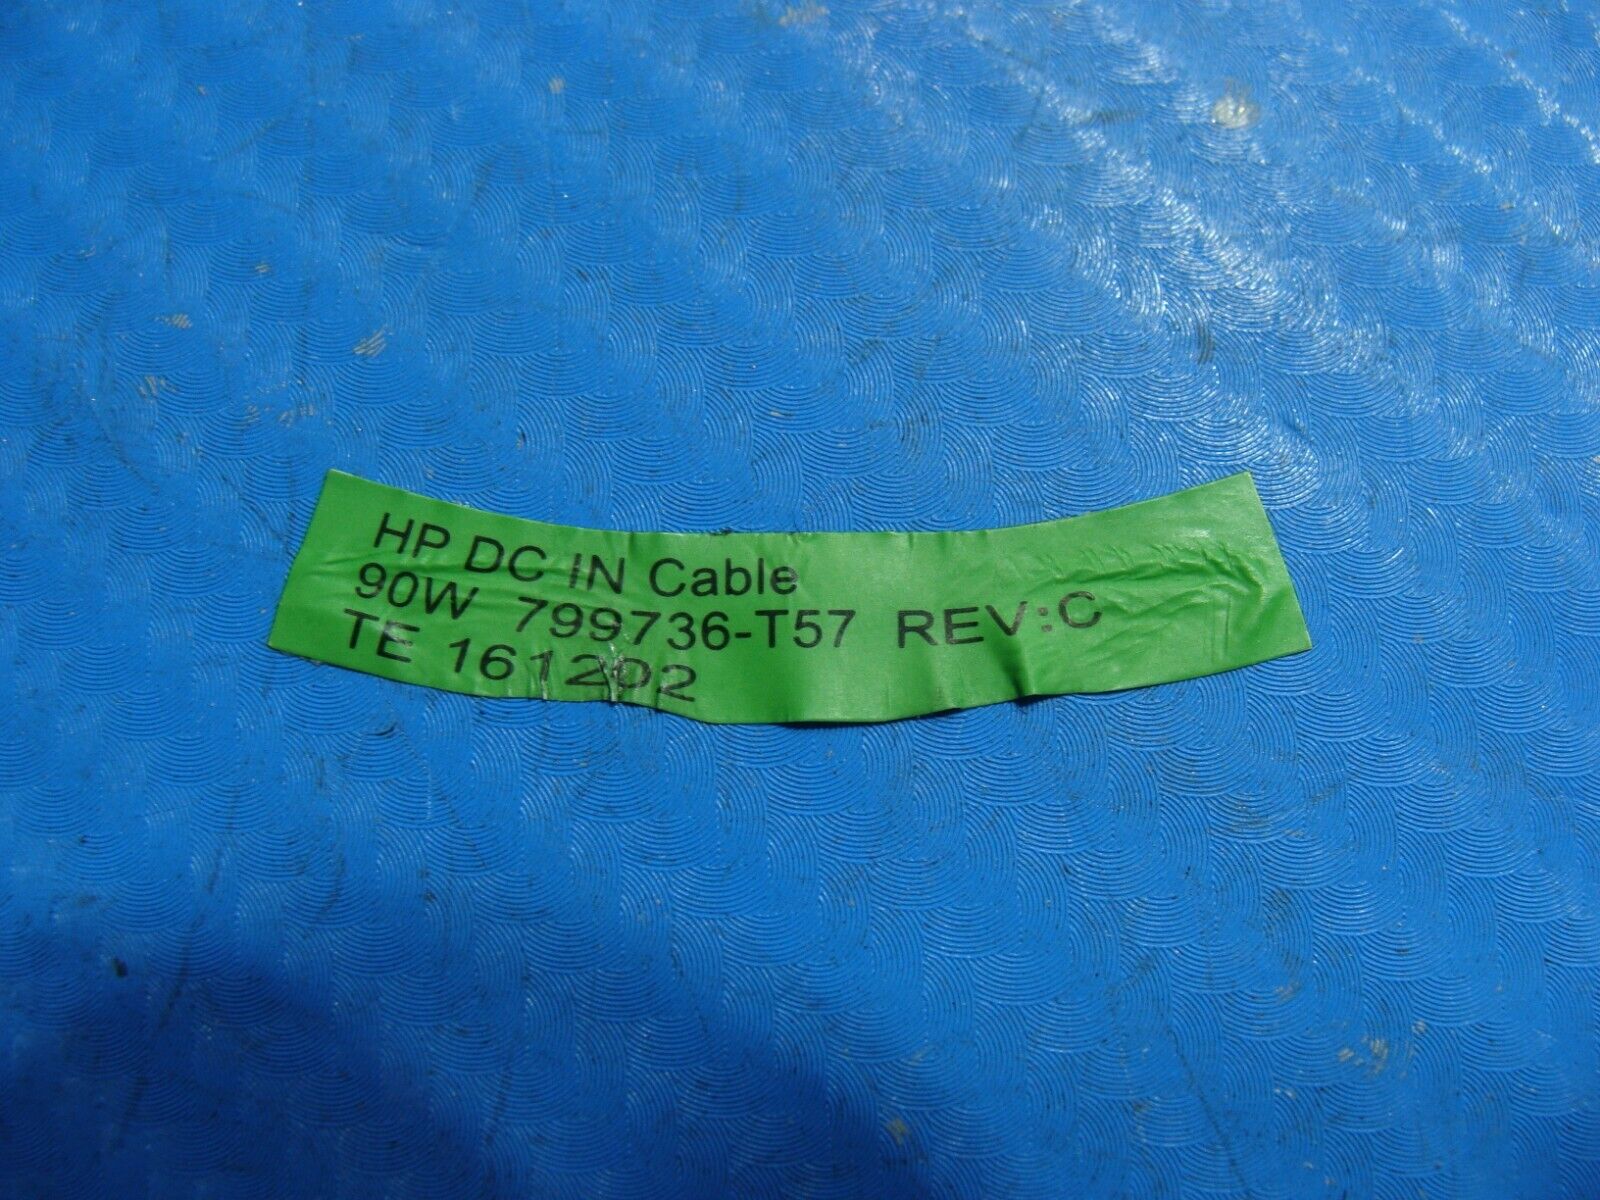 HP DC IN Cable
90W 799736-T57 REV:C
TE 161202